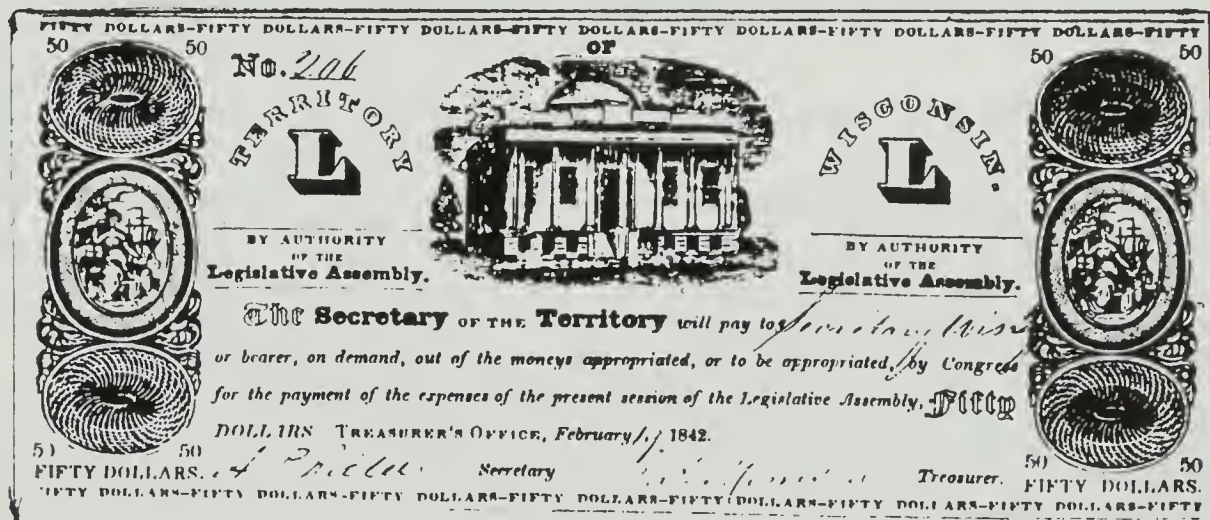 FIFTY DOLLARS-FIFTY DOLLARS-FIFTY DOLLARS-FIFTY DOLLARS-FIFTY DOLLARS-FIFTY DOLLARS-FIFTY DOLLARS-FIFTY
50 50 OF 50 50
No. 206
TERRITORY WISCONSIN.
L L
BY AUTHORITY BY AUTHORITY
OF THE OF THE
Legislative Assembly. Legislative Assembly.
The Secretary OF THE Territory will pay to
or bearer, on demand, out of the moneys appropriated, or to be appropriated, by Congress
for the payment of the expenses of the present session of the Legislative Assembly, Fifty
DOLLARS TREASURER'S OFFICE, February 1842.
50 50 50 50
FIFTY DOLLARS. Secretary Treasurer. FIFTY DOLLARS.
FIFTY DOLLARS-FIFTY DOLLARS-FIFTY DOLLARS-FIFTY DOLLARS-FIFTY DOLLARS-FIFTY DOLLARS-FIFTY DOLLARS-FIFTY